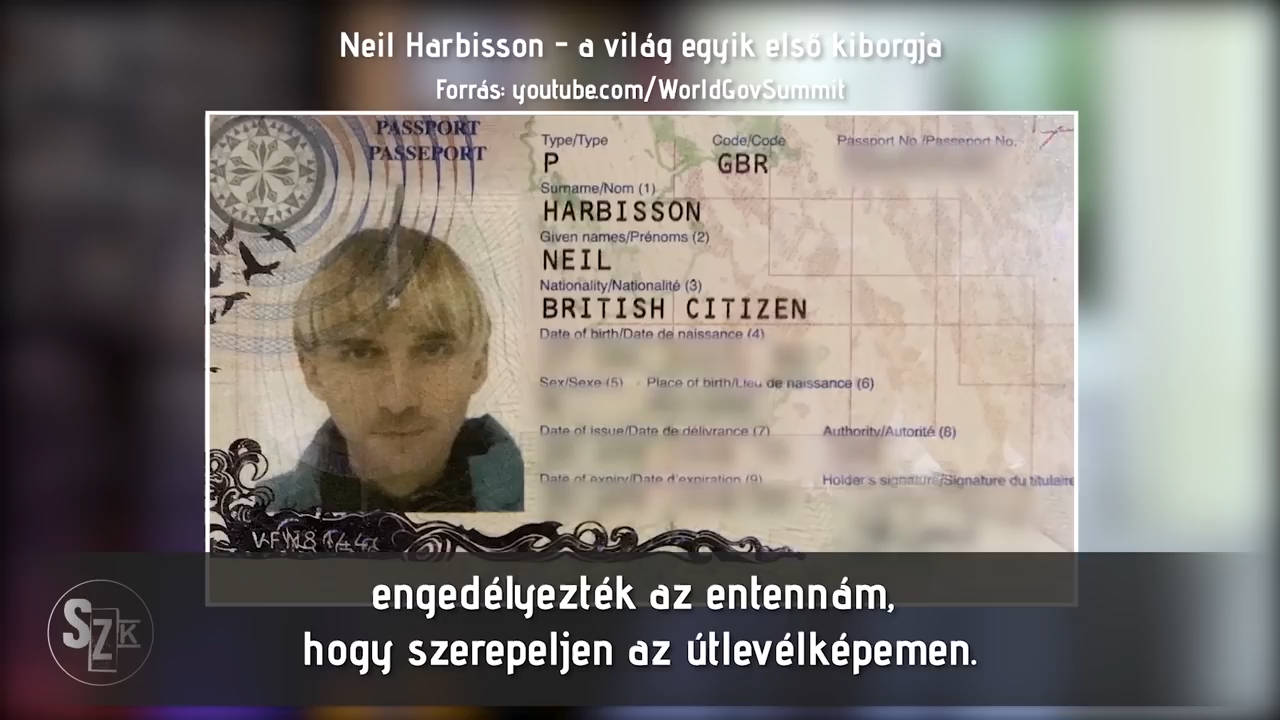 Neil Harbisson - a világ egyik első kiborgja
Forrás: youtube.com/WorldGovSummit
PASSPORT
PASSEPORT
Type/Type
Code/Code
Passport No./Passeport No.
P
GBR
Surname/Nom (1)
HARBISSON
Given names/Prénoms (2)
NEIL
Nationality/Nationalité (3)
BRITISH CITIZEN
Date of birth/Date de naissance (4)
Sex/Sexe (5)
Place of birth/Lieu de naissance (6)
Date of issue/Date de délivrance (7)
Authority/Autorité (8)
Date of expiry/Date d'expiration (9)
Holder's signature/Signature du titulaire
engedélyezték az entennám,
hogy szerepeljen az útlevélképemen.
SZK